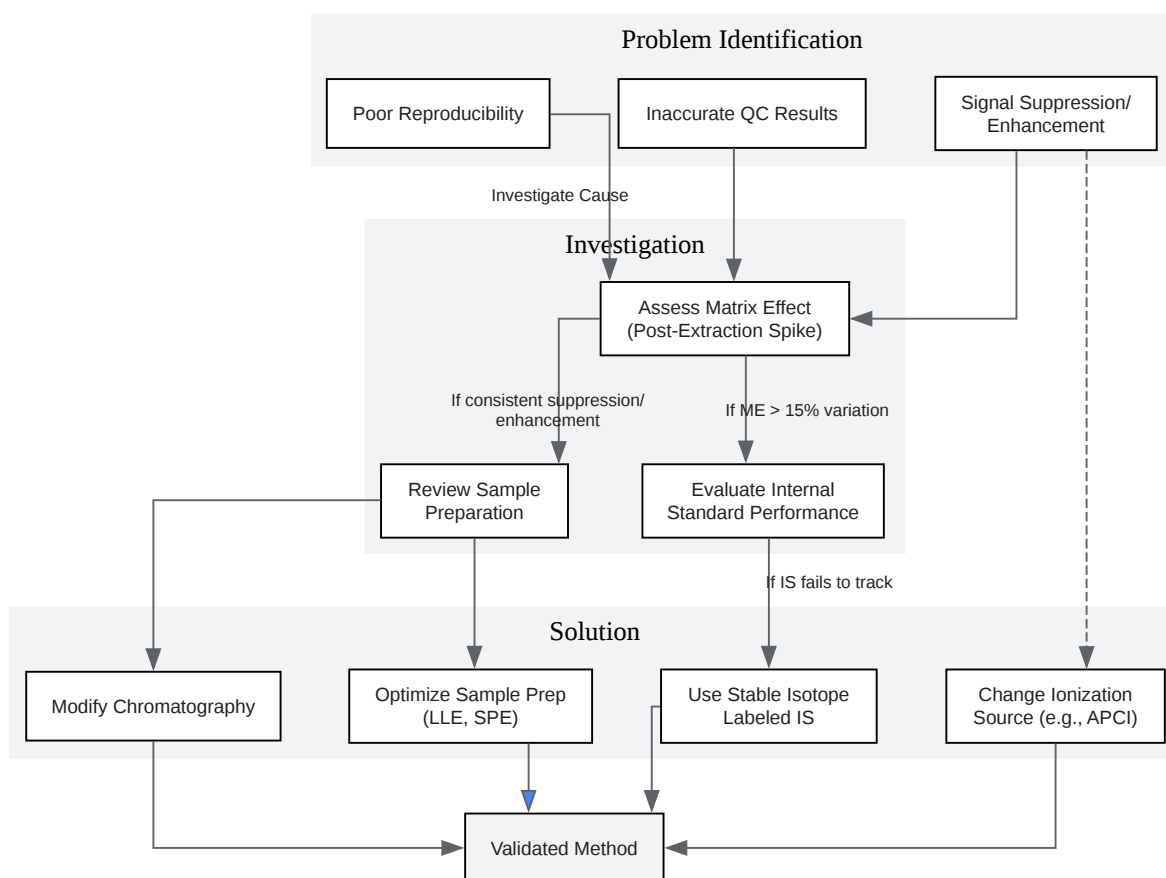 Problem Identification
Poor Reproducibility
Inaccurate QC Results
Signal Suppression/
Enhancement
Investigate Cause
Investigation
Assess Matrix Effect
(Post-Extraction Spike)
If consistent suppression/
enhancement
If ME > 15% variation
Review Sample
Preparation
Evaluate Internal
Standard Performance
If IS fails to track
Solution
Modify Chromatography
Optimize Sample Prep
(LLE, SPE)
Use Stable Isotope
Labeled IS
Change Ionization
Source (e.g., APCI)
Validated Method